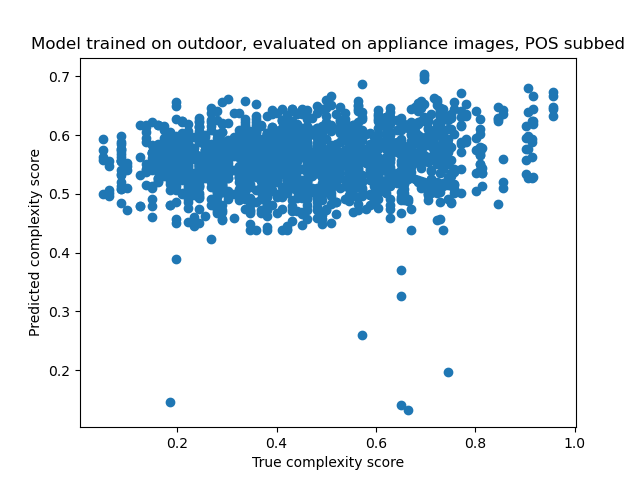 Model trained on outdoor, evaluated on appliance images, POS subbed
Predicted complexity score
0.7
0.6
0.5
0.4
0.3
0.2
0.2 0.4 0.6 0.8 1.0
True complexity score